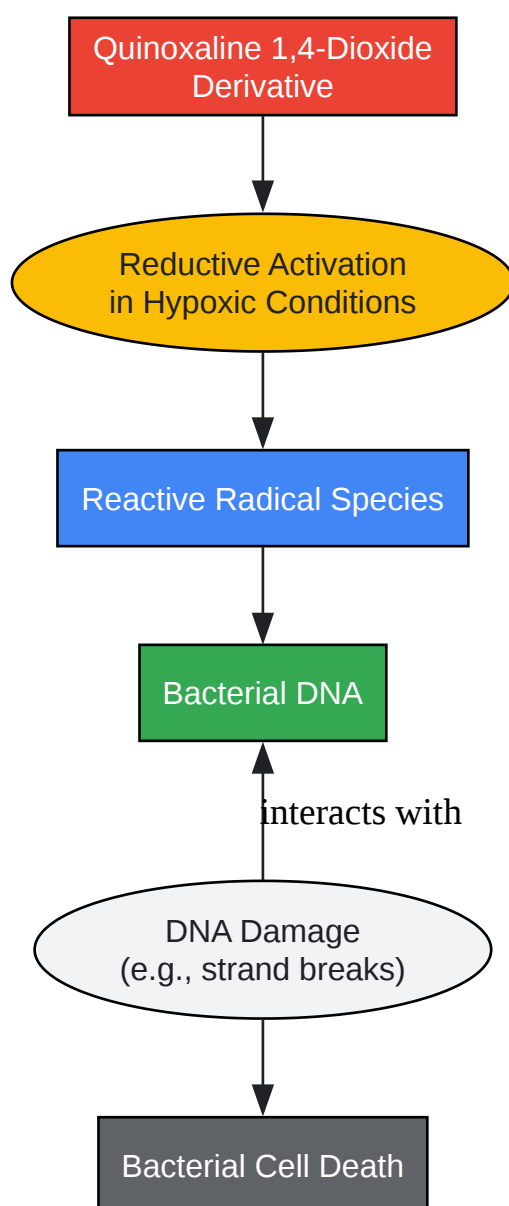 Quinoxaline 1,4-Dioxide
Derivative
Reductive Activation
in Hypoxic Conditions
Reactive Radical Species
Bacterial DNA
interacts with
DNA Damage
(e.g., strand breaks)
Bacterial Cell Death